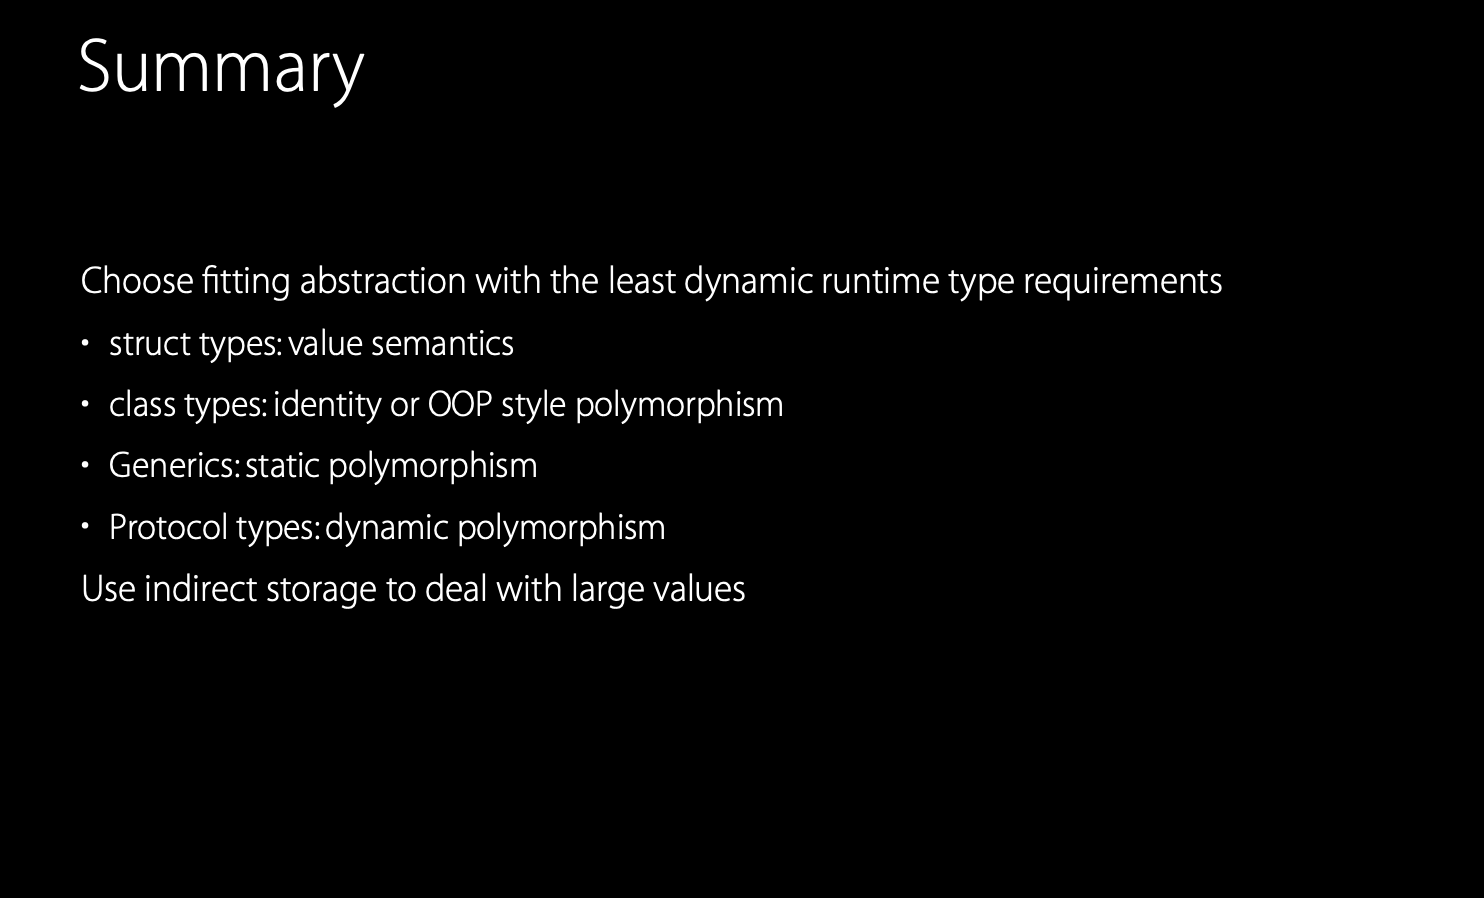 Summary
Choose fitting abstraction with the least dynamic runtime type requirements
• struct types: value semantics
• class types: identity or OOP style polymorphism
• Generics: static polymorphism
• Protocol types: dynamic polymorphism
Use indirect storage to deal with large values